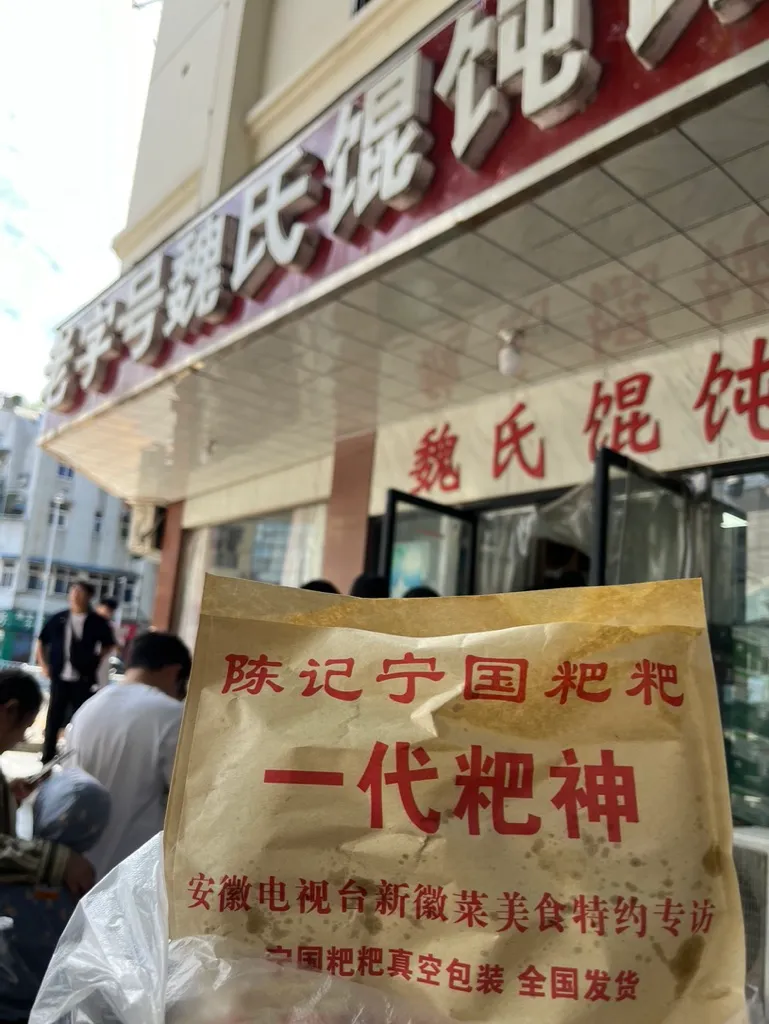 老字号魏氏馄饨
魏氏馄饨
陈记宁国粑粑
一代粑神
安徽电视台新徽菜美食特约专访
宁国粑粑真空包装 全国发货